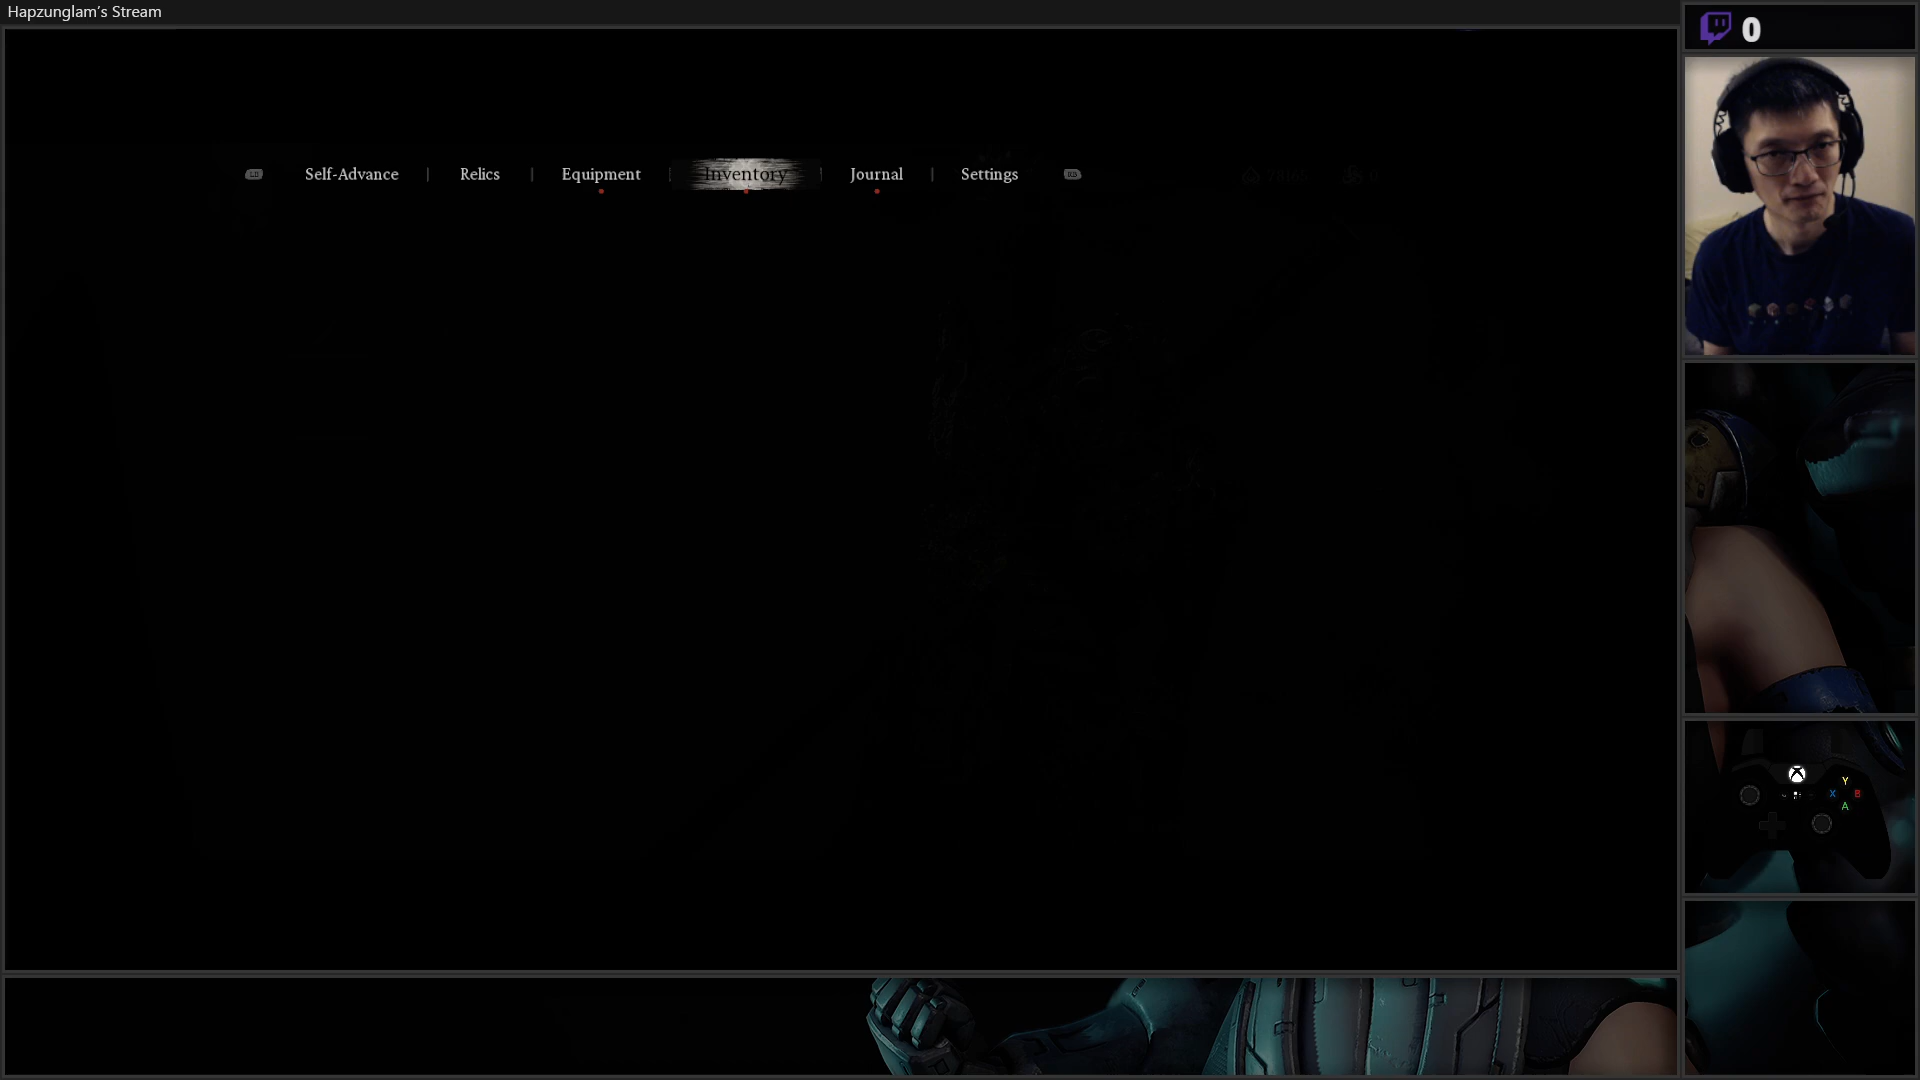 Hapzunglam's Stream
0
Self-Advance | Relics | Equipment | Inventory | Journal | Settings
Y
X B
A